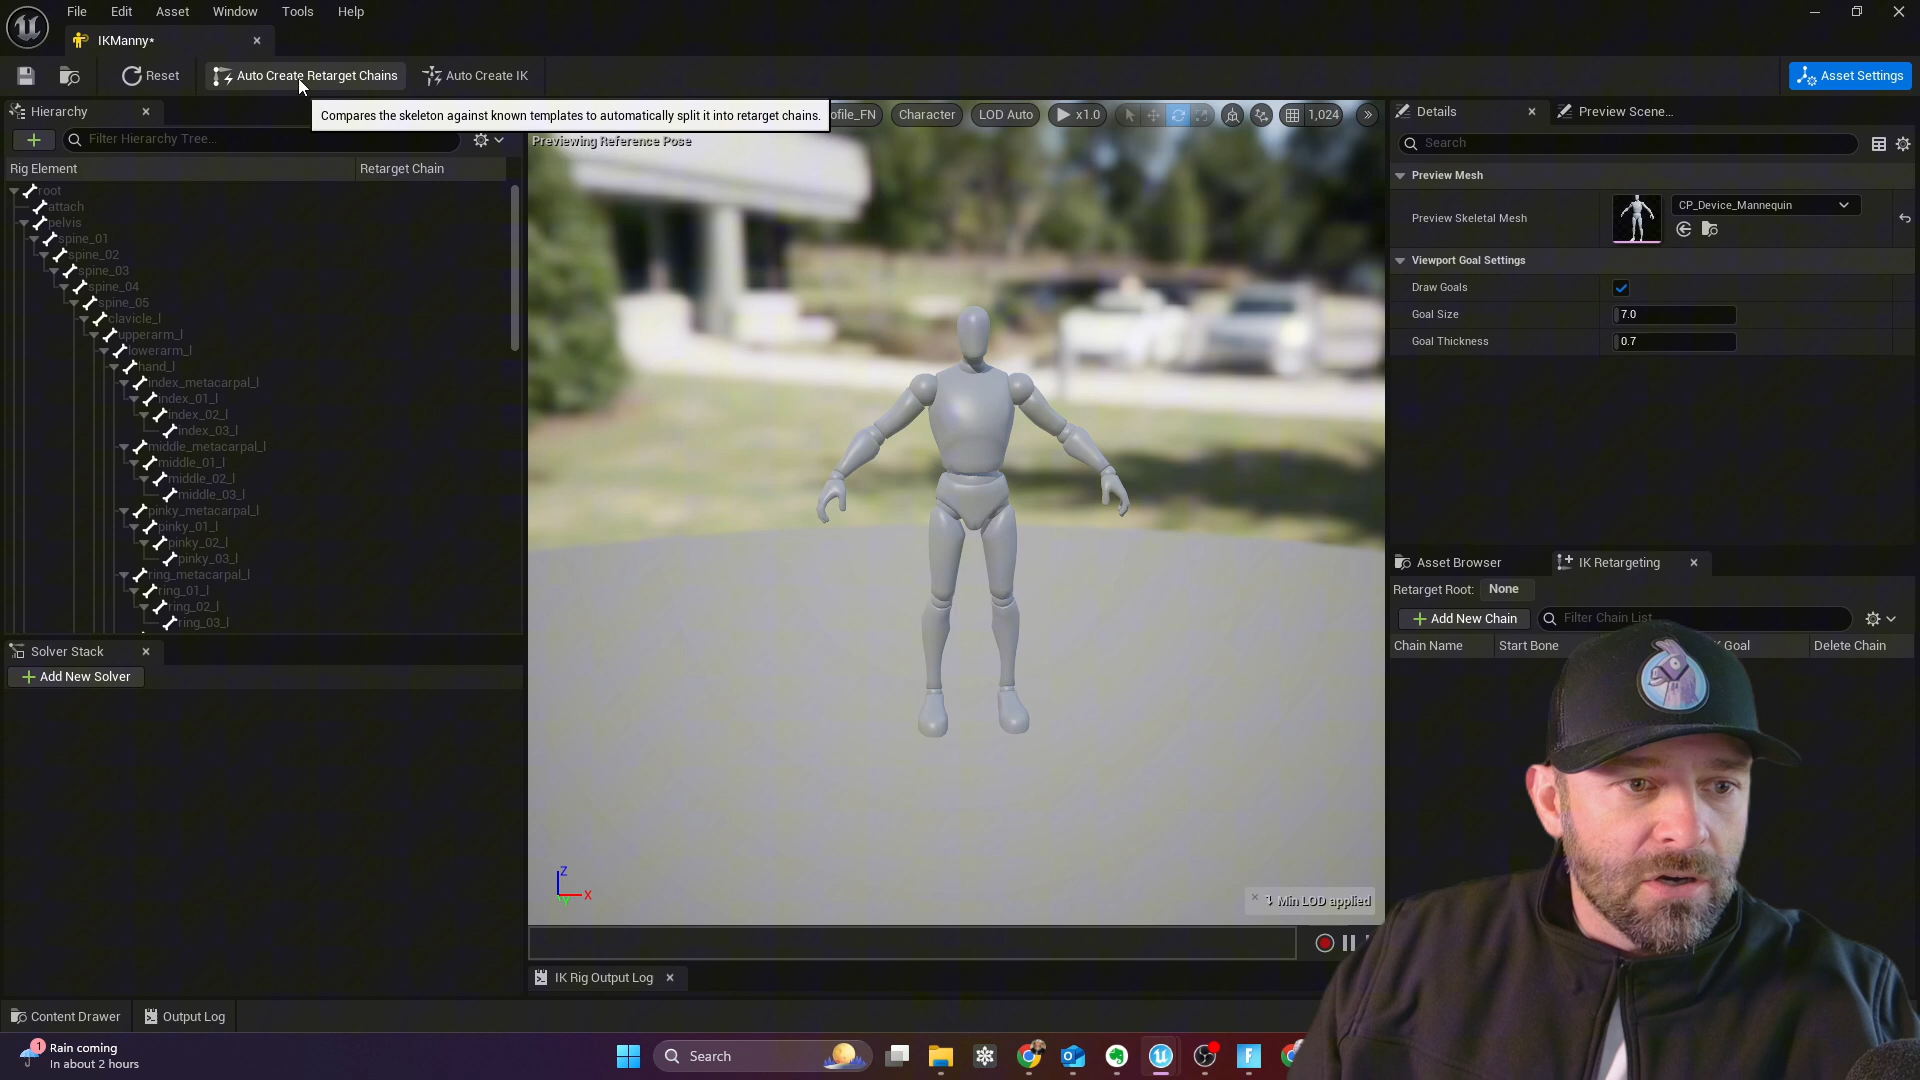 File Edit Asset Window Tools Help
IKManny*
Reset Auto Create Retarget Chains Auto Create IK
Asset Settings
Compares the skeleton against known templates to automatically split it into retarget chains.
Hierarchy
Filter Hierarchy Tree...
Rig Element Retarget Chain
root
attach
pelvis
spine_01
spine_02
spine_03
spine_04
spine_05
clavicle_l
upperarm_l
lowerarm_l
hand_l
index_metacarpal_l
index_01_l
index_02_l
index_03_l
middle_metacarpal_l
middle_01_l
middle_02_l
middle_03_l
pinky_metacarpal_l
pinky_01_l
pinky_02_l
pinky_03_l
ring_metacarpal_l
ring_01_l
ring_02_l
ring_03_l
Solver Stack
Add New Solver
ofile_FN Character LOD Auto x1.0 1,024
Previewing Reference Pose
Z
X
Y
Min LOD applied
IK Rig Output Log
Details Preview Scene...
Search
Preview Mesh
Preview Skeletal Mesh CP_Device_Mannequin
Viewport Goal Settings
Draw Goals
Goal Size 7.0
Goal Thickness 0.7
Asset Browser IK Retargeting
Retarget Root: None
Add New Chain Filter Chain List
Chain Name Start Bone Goal Delete Chain
Content Drawer Output Log
1
Rain coming
In about 2 hours
Search